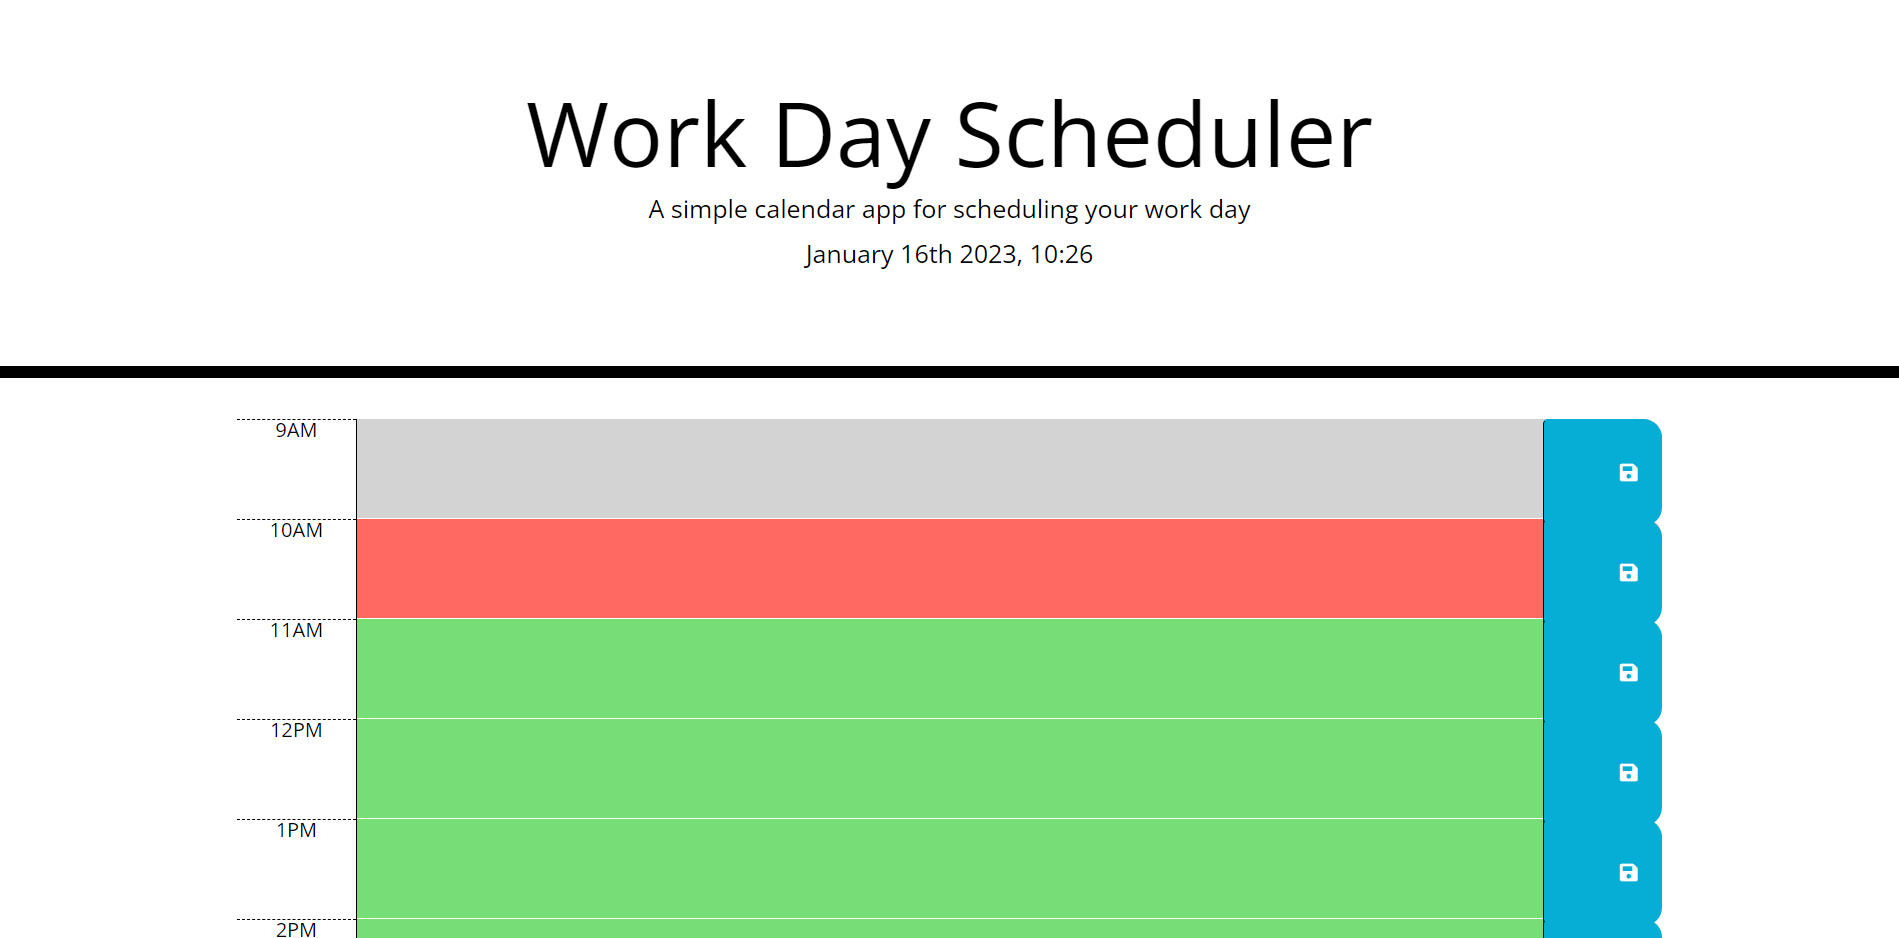 Work Day Scheduler
A simple calendar app for scheduling your work day
January 16th 2023, 10:26
9AM
10AM
11AM
12PM
1PM
2PM